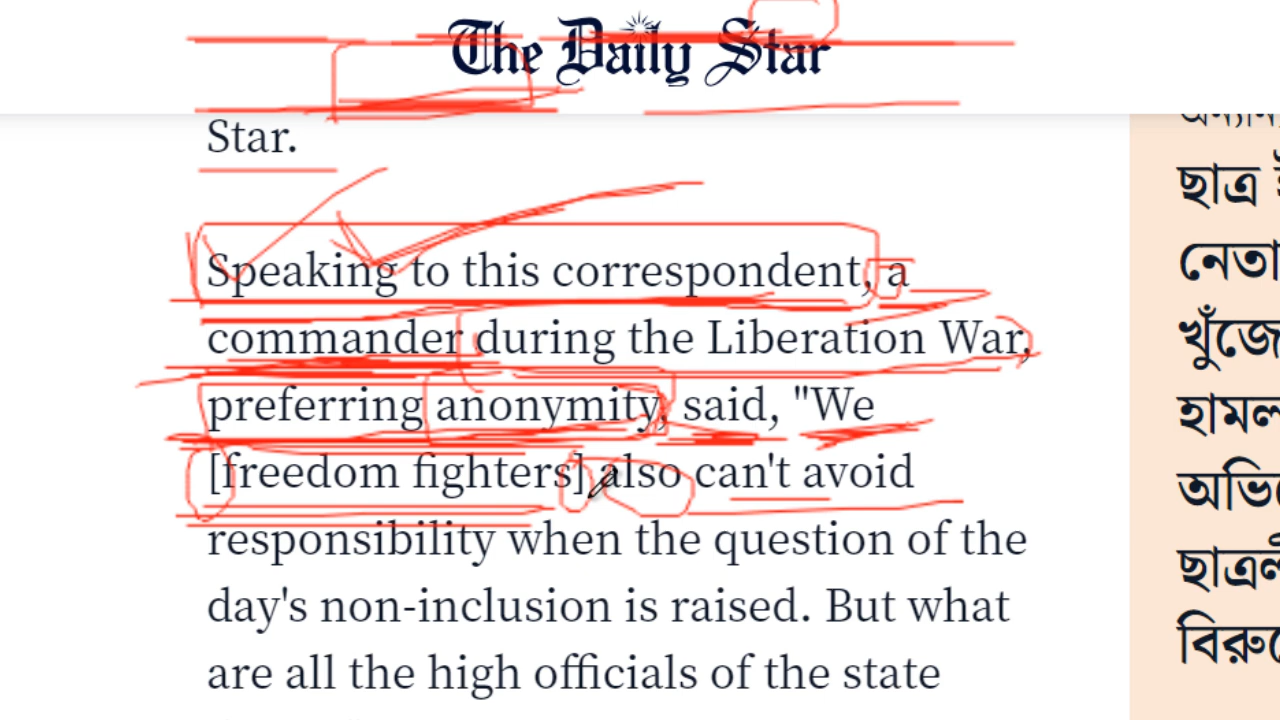 The Daily Star
Star.
Speaking to this correspondent, a
commander during the Liberation War,
preferring anonymity, said, "We
[freedom fighters] also can't avoid
responsibility when the question of the
day's non-inclusion is raised. But what
are all the high officials of the state
ছাত্র
নেতা
খুঁজে
হামল
অভি
ছাত্রল
বিরু